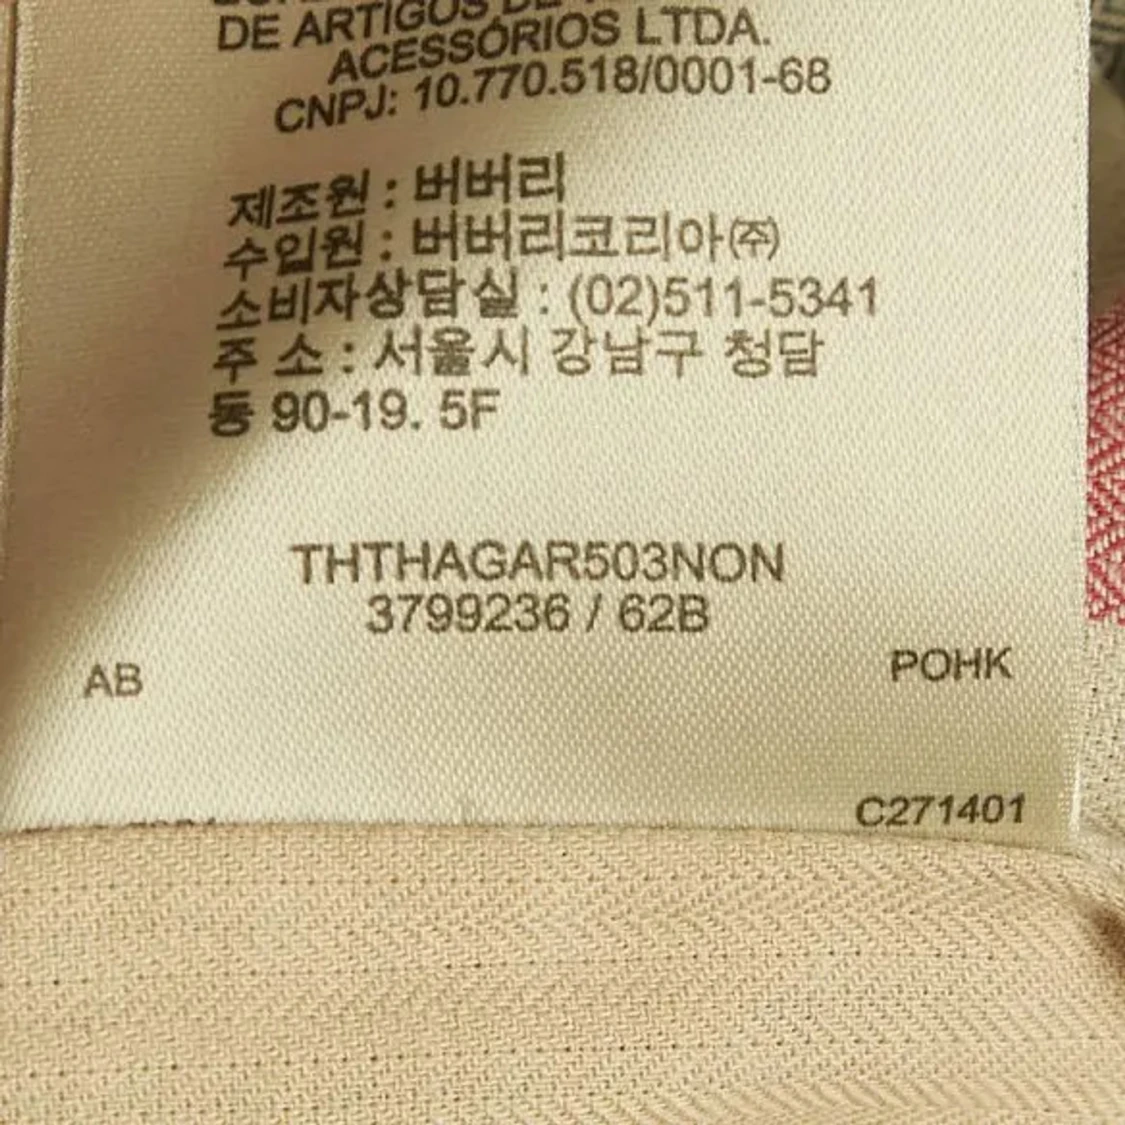 DE ARTIGOS DE
ACESSÓRIOS LTDA.
CNPJ: 10.770.518/0001-68
제조원 : 버버리
수입원 : 버버리코리아㈜
소비자상담실 : (02)511-5341
주 소 : 서울시 강남구 청담
동 90-19. 5F
THTHAGAR503NON
3799236 / 62B
AB
POHK
C271401